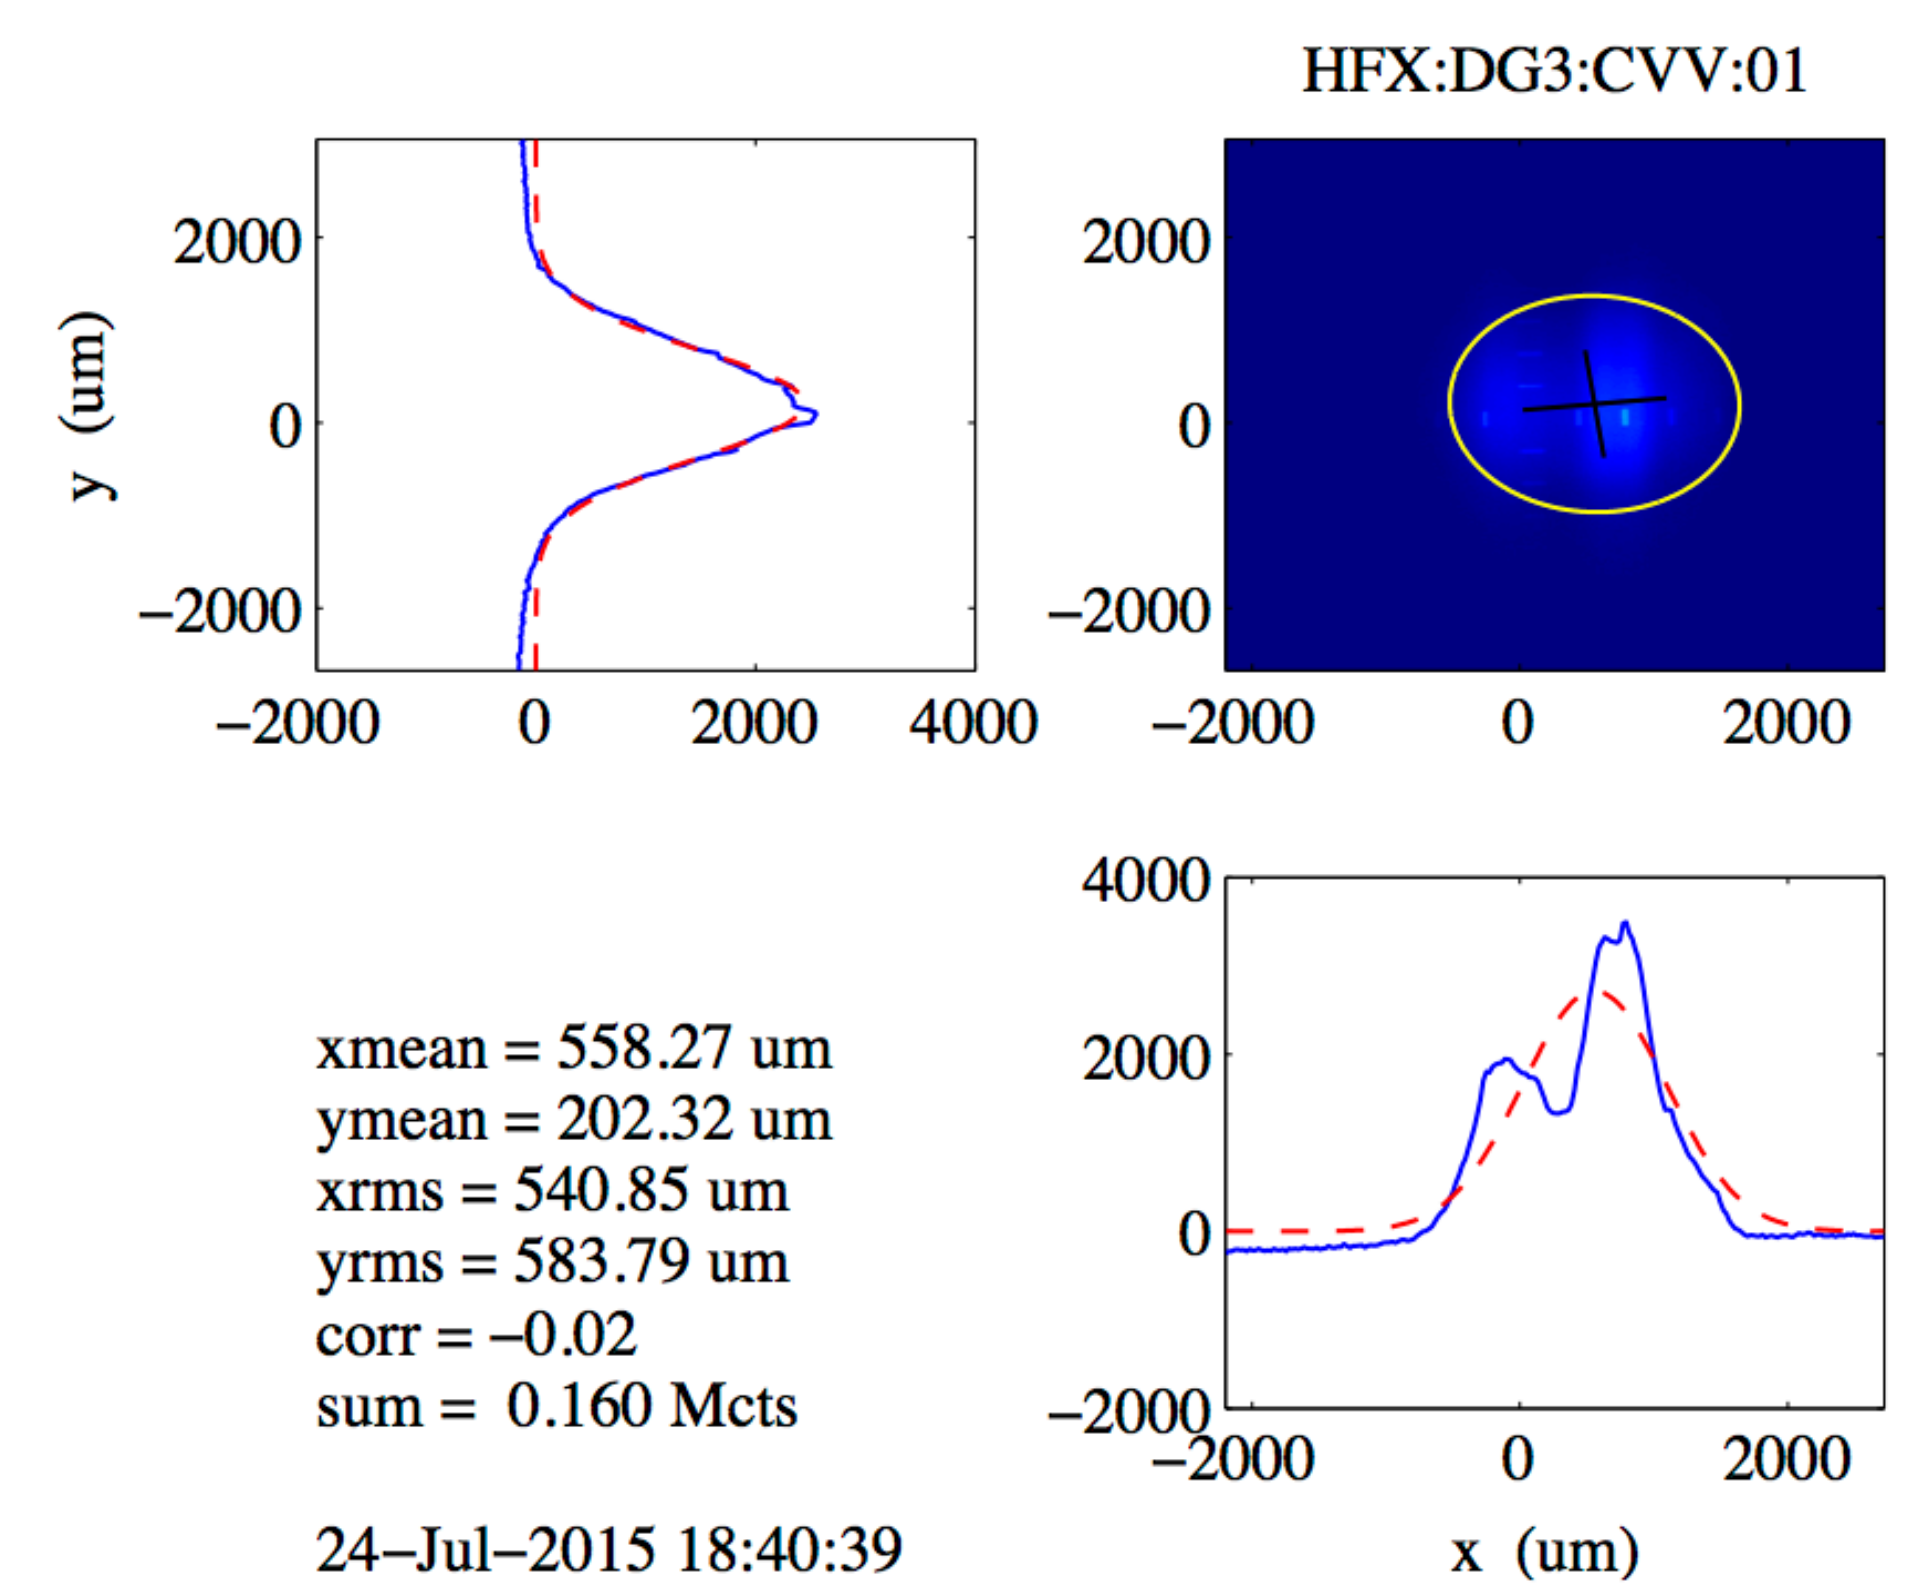 HFX:DG3:CVV:01
2000
0
−2000
y (um)
−2000 0 2000 4000
2000
0
−2000
−2000 0 2000
4000
2000
0
−2000
−2000 0 2000
x (um)
xmean = 558.27 um
ymean = 202.32 um
xrms = 540.85 um
yrms = 583.79 um
corr = −0.02
sum = 0.160 Mcts
24−Jul−2015 18:40:39